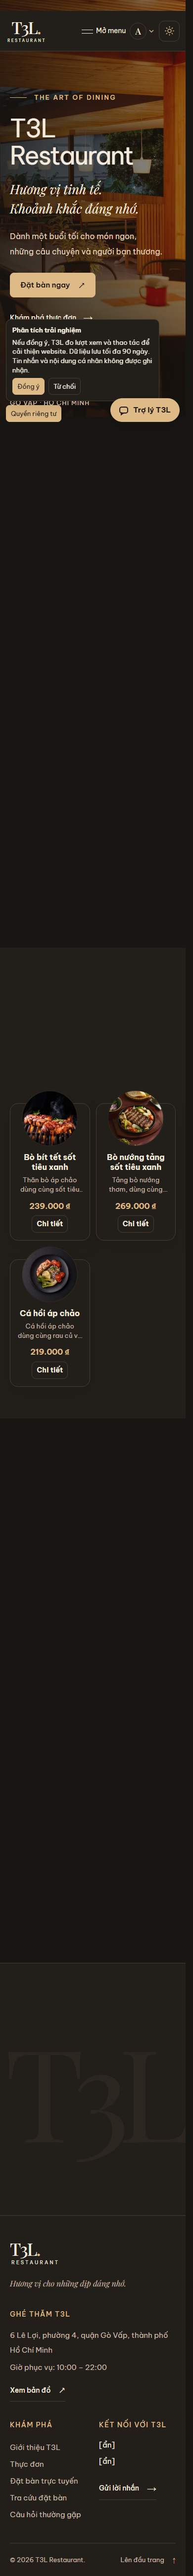 T3L.
RESTAURANT
Mở menu
A
THE ART OF DINING
T3L
Restaurant
Hương vị tinh tế.
Khoảnh khắc đáng nhớ.
Dành một buổi tối cho món ngon,
những câu chuyện và người bạn thương.
Đặt bàn ngay ↗
Khám phá thực đơn
Phân tích trải nghiệm
Nếu đồng ý, T3L đo lượt xem và thao tác để
cải thiện website. Dữ liệu lưu tối đa 90 ngày.
Tin nhắn và nội dung cá nhân không được ghi
nhận.
Đồng ý
Từ chối
GÒ VẤP · HỒ CHÍ MINH
Quyền riêng tư
Trợ lý T3L
Bò bít tết sốt
tiêu xanh
Thăn bò áp chảo
dùng cùng sốt tiêu…
239.000 ₫
Chi tiết
Bò nướng tảng
sốt tiêu xanh
Tảng bò nướng
thơm, dùng cùng…
269.000 ₫
Chi tiết
Cá hồi áp chảo
Cá hồi áp chảo
dùng cùng rau củ v…
219.000 ₫
Chi tiết
T3L
T3L.
RESTAURANT
Hương vị cho những dịp đáng nhớ.
GHÉ THĂM T3L
6 Lê Lợi, phường 4, quận Gò Vấp, thành phố
Hồ Chí Minh
Giờ phục vụ: 10:00 – 22:00
Xem bản đồ ↗
KHÁM PHÁ
Giới thiệu T3L
Thực đơn
Đặt bàn trực tuyến
Tra cứu đặt bàn
Câu hỏi thường gặp
KẾT NỐI VỚI T3L
[ẩn]
[ẩn]
Gửi lời nhắn
© 2026 T3L Restaurant.
Lên đầu trang ↑